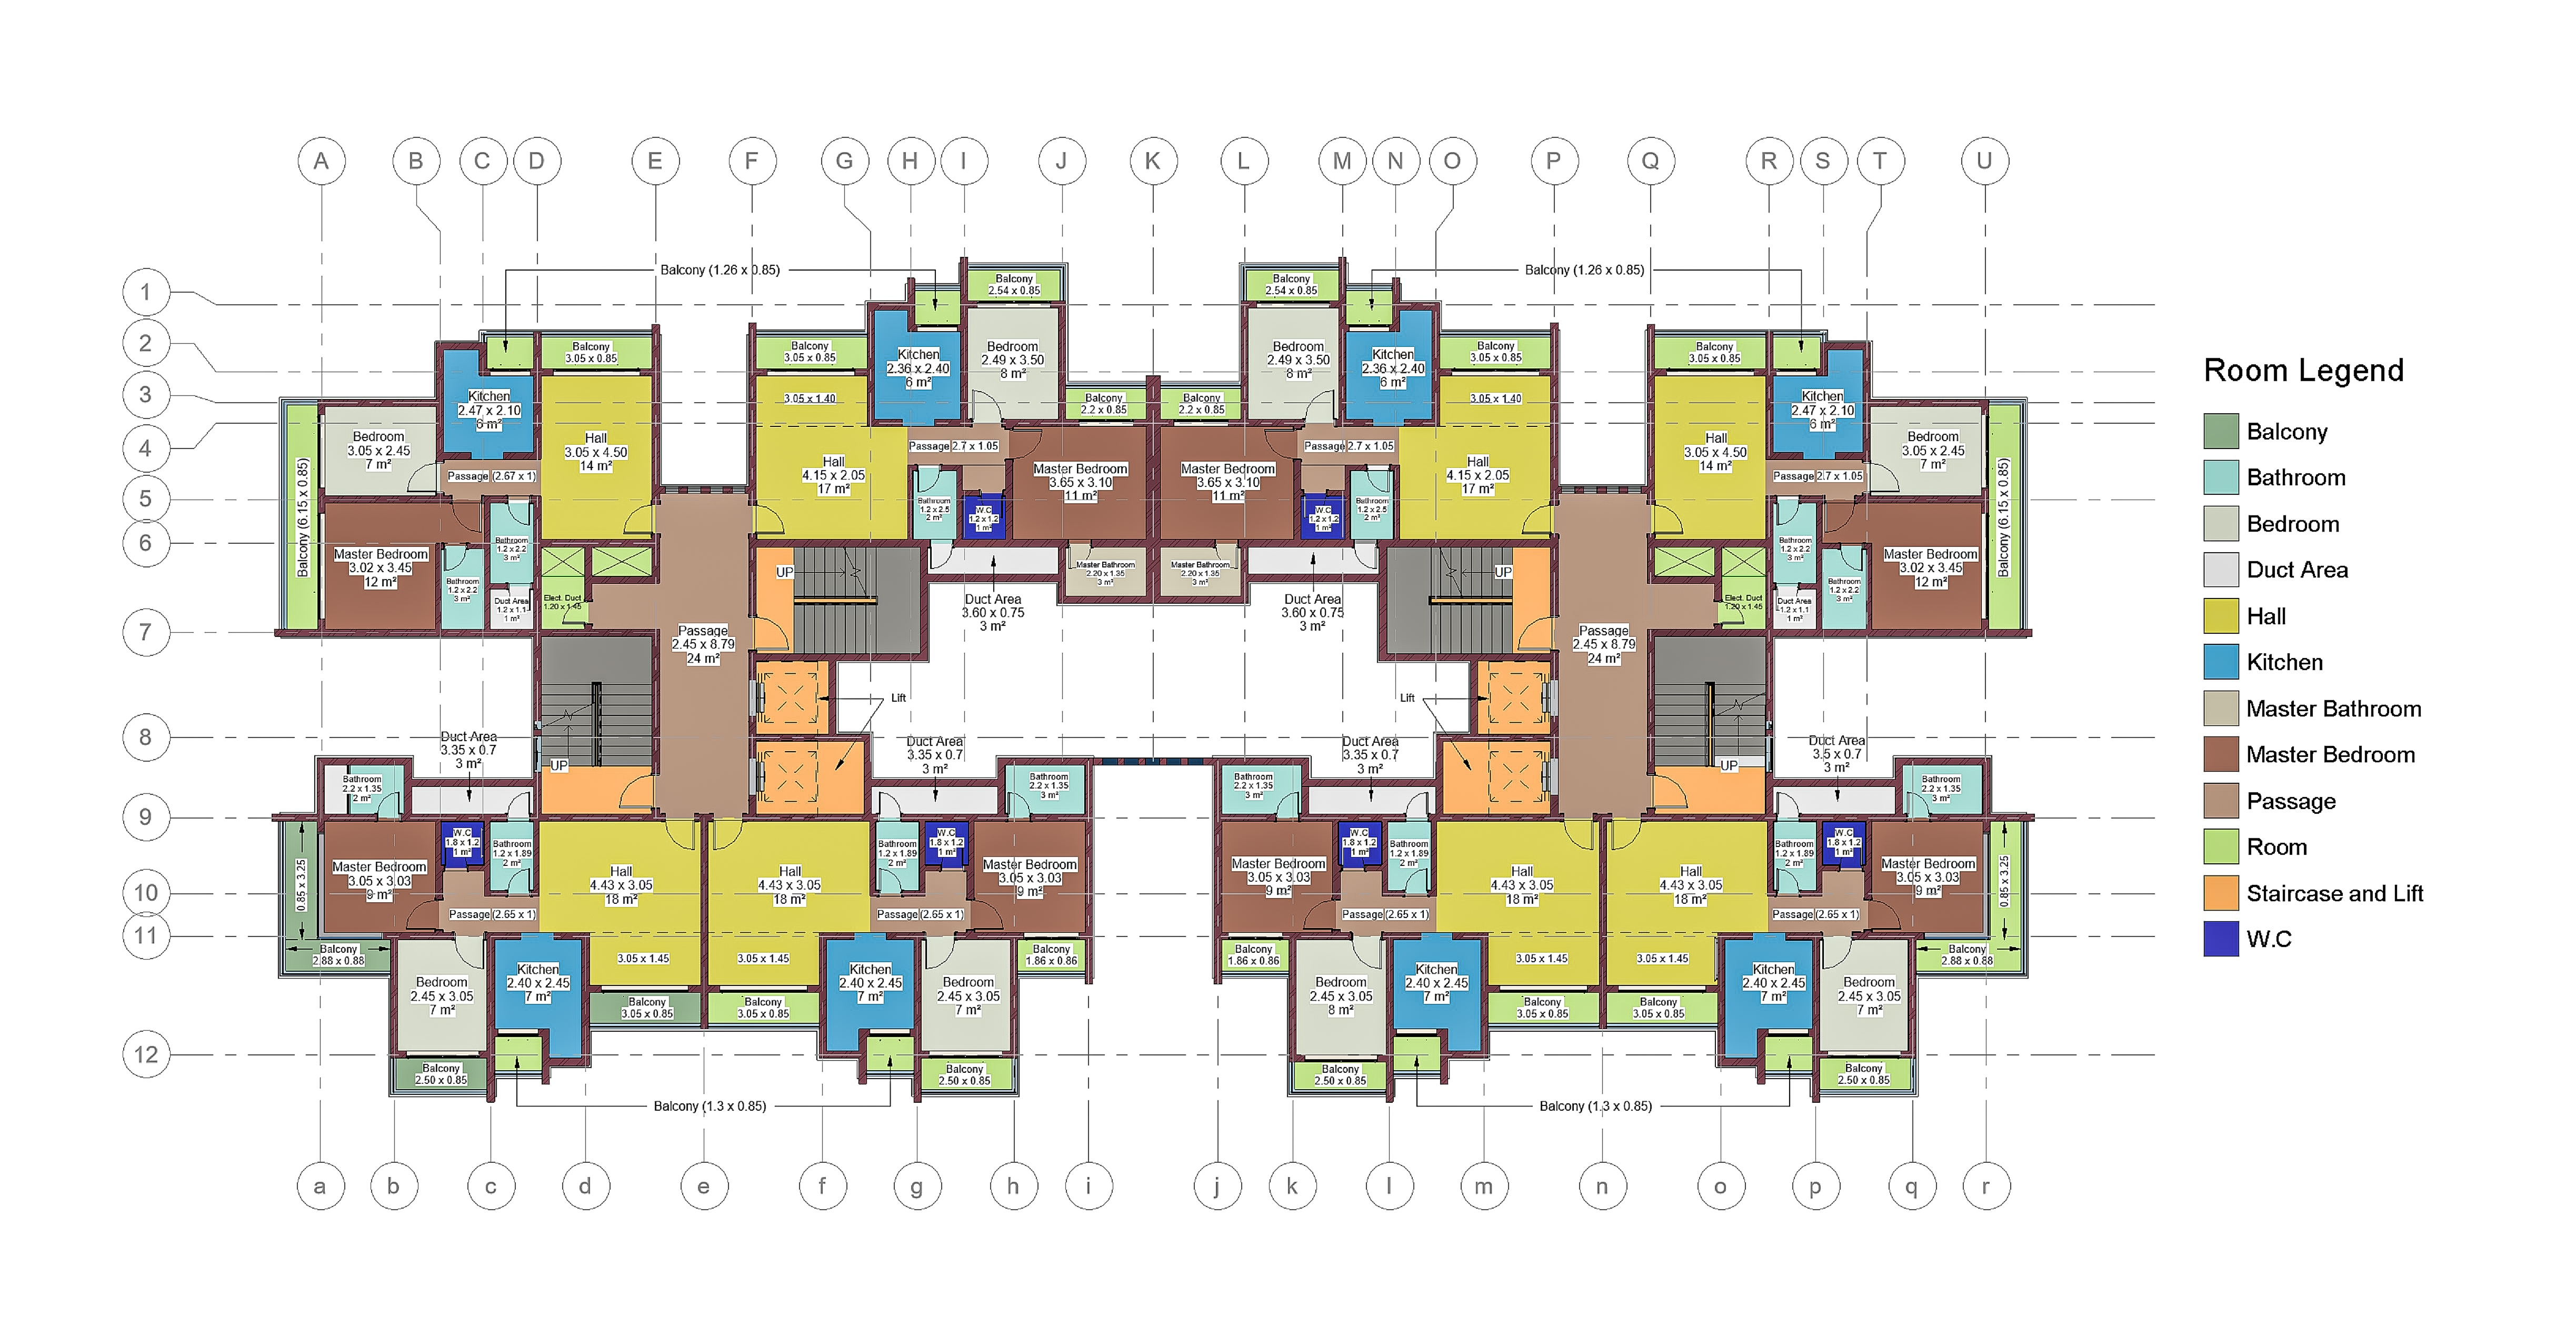 A B C D E F G H I J K L M N O P Q R S T U
1
2
3
4
5
6
7
8
9
10
11
12
Balcony (1.26 x 0.85)
Balcony (1.26 x 0.85)
Balcony
2.54 x 0.85
Balcony
2.54 x 0.85
Balcony
3.05 x 0.85
Balcony
3.05 x 0.85
Balcony
3.05 x 0.85
Balcony
3.05 x 0.85
Kitchen
2.47 x 2.10
6 m²
Kitchen
2.36 x 2.40
6 m²
Bedroom
2.49 x 3.50
8 m²
Bedroom
2.49 x 3.50
8 m²
Kitchen
2.36 x 2.40
6 m²
Kitchen
2.47 x 2.10
6 m²
3.05 x 1.40
Balcony
2.2 x 0.85
Balcony
2.2 x 0.85
3.05 x 1.40
Balcony (6.15 x 0.85)
Bedroom
3.05 x 2.45
7 m²
Passage (2.67 x 1)
Hall
3.05 x 4.50
14 m²
Hall
4.15 x 2.05
17 m²
Passage 2.7 x 1.05
Master Bedroom
3.65 x 3.10
11 m²
Master Bedroom
3.65 x 3.10
11 m²
Passage 2.7 x 1.05
Hall
4.15 x 2.05
17 m²
Hall
3.05 x 4.50
14 m²
Passage 2.7 x 1.05
Bedroom
3.05 x 2.45
7 m²
Balcony (6.15 x 0.85)
Bathroom
1.2 x 2.5
2 m²
W.C
1.2 x 1.2
1 m²
W.C
1.2 x 1.2
1 m²
Bathroom
1.2 x 2.5
2 m²
Master Bedroom
3.02 x 3.45
12 m²
Bathroom
1.2 x 2.2
3 m²
Bathroom
1.2 x 2.2
3 m²
Duct Area
1.2 x 1.1
1 m²
Elect. Duct
1.20 x 1.45
UP
Master Bathroom
2.20 x 1.35
3 m²
Master Bathroom
2.20 x 1.35
3 m²
UP
Elect. Duct
1.20 x 1.45
Bathroom
1.2 x 2.2
3 m²
Duct Area
1.2 x 1.1
1 m²
Bathroom
1.2 x 2.2
3 m²
Master Bedroom
3.02 x 3.45
12 m²
Duct Area
3.60 x 0.75
3 m²
Duct Area
3.60 x 0.75
3 m²
Passage
2.45 x 8.79
24 m²
Passage
2.45 x 8.79
24 m²
Lift
Lift
Duct Area
3.35 x 0.7
3 m²
UP
Duct Area
3.35 x 0.7
3 m²
Duct Area
3.35 x 0.7
3 m²
UP
Duct Area
3.5 x 0.7
3 m²
Bathroom
2.2 x 1.35
2 m²
Bathroom
2.2 x 1.35
3 m²
Bathroom
2.2 x 1.35
3 m²
Bathroom
2.2 x 1.35
3 m²
0.85 x 3.25
Master Bedroom
3.05 x 3.03
9 m²
W.C
1.8 x 1.2
1 m²
Bathroom
1.2 x 1.89
2 m²
Hall
4.43 x 3.05
18 m²
Hall
4.43 x 3.05
18 m²
Bathroom
1.2 x 1.89
2 m²
W.C
1.8 x 1.2
1 m²
Master Bedroom
3.05 x 3.03
9 m²
Master Bedroom
3.05 x 3.03
9 m²
W.C
1.8 x 1.2
1 m²
Bathroom
1.2 x 1.89
2 m²
Hall
4.43 x 3.05
18 m²
Hall
4.43 x 3.05
18 m²
Bathroom
1.2 x 1.89
2 m²
W.C
1.8 x 1.2
1 m²
Master Bedroom
3.05 x 3.03
9 m²
0.85 x 3.25
Passage (2.65 x 1)
Passage (2.65 x 1)
Passage (2.65 x 1)
Passage (2.65 x 1)
Balcony
2.88 x 0.88
3.05 x 1.45
3.05 x 1.45
Balcony
1.86 x 0.86
Balcony
1.86 x 0.86
3.05 x 1.45
3.05 x 1.45
Balcony
2.88 x 0.88
Bedroom
2.45 x 3.05
7 m²
Kitchen
2.40 x 2.45
7 m²
Kitchen
2.40 x 2.45
7 m²
Bedroom
2.45 x 3.05
7 m²
Bedroom
2.45 x 3.05
8 m²
Kitchen
2.40 x 2.45
7 m²
Kitchen
2.40 x 2.45
7 m²
Bedroom
2.45 x 3.05
7 m²
Balcony
3.05 x 0.85
Balcony
3.05 x 0.85
Balcony
3.05 x 0.85
Balcony
3.05 x 0.85
Balcony
2.50 x 0.85
Balcony
2.50 x 0.85
Balcony
2.50 x 0.85
Balcony
2.50 x 0.85
Balcony (1.3 x 0.85)
Balcony (1.3 x 0.85)
a b c d e f g h i j k l m n o p q r
Room Legend
Balcony
Bathroom
Bedroom
Duct Area
Hall
Kitchen
Master Bathroom
Master Bedroom
Passage
Room
Staircase and Lift
W.C